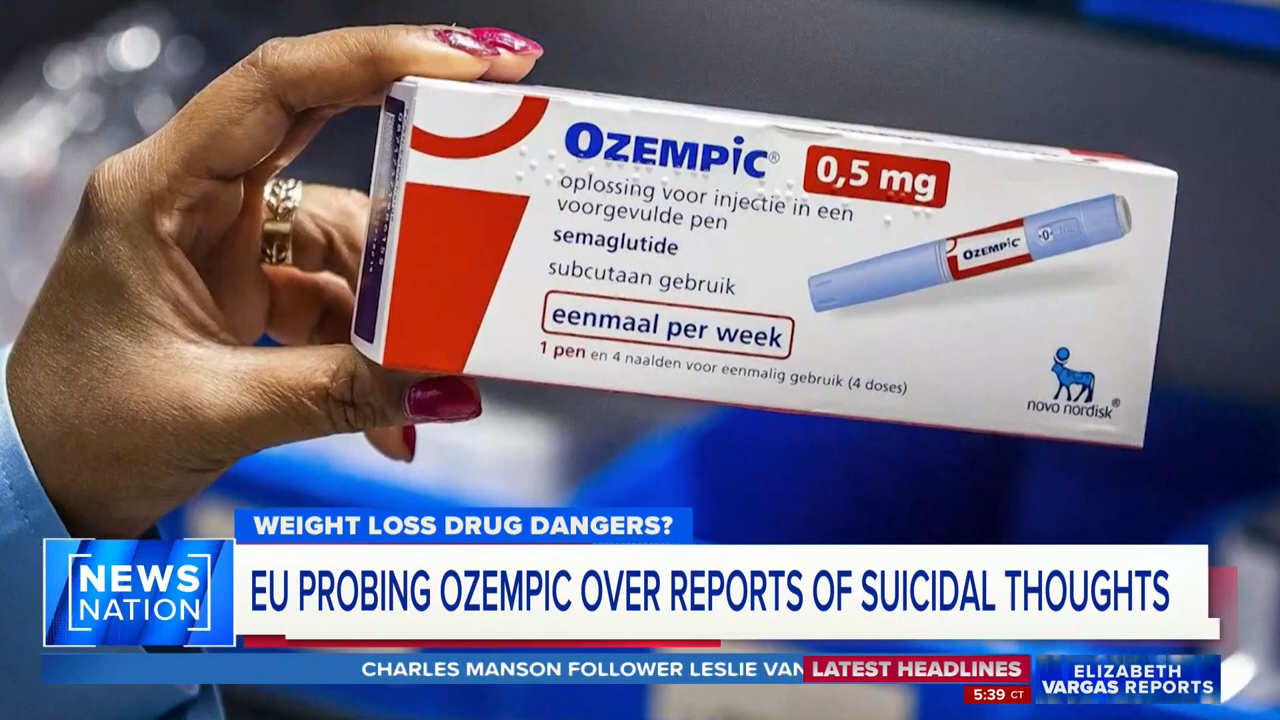 OZEMPIC® 0,5 mg
oplossing voor injectie in een
voorgevulde pen
semaglutide
subcutaan gebruik
eenmaal per week
1 pen en 4 naalden voor eenmalig gebruik (4 doses)
OZEMPIC
novo nordisk®
WEIGHT LOSS DRUG DANGERS?
NEWS
NATION
EU PROBING OZEMPIC OVER REPORTS OF SUICIDAL THOUGHTS
CHARLES MANSON FOLLOWER LESLIE VAN
LATEST HEADLINES
5:39 CT
ELIZABETH
VARGAS REPORTS